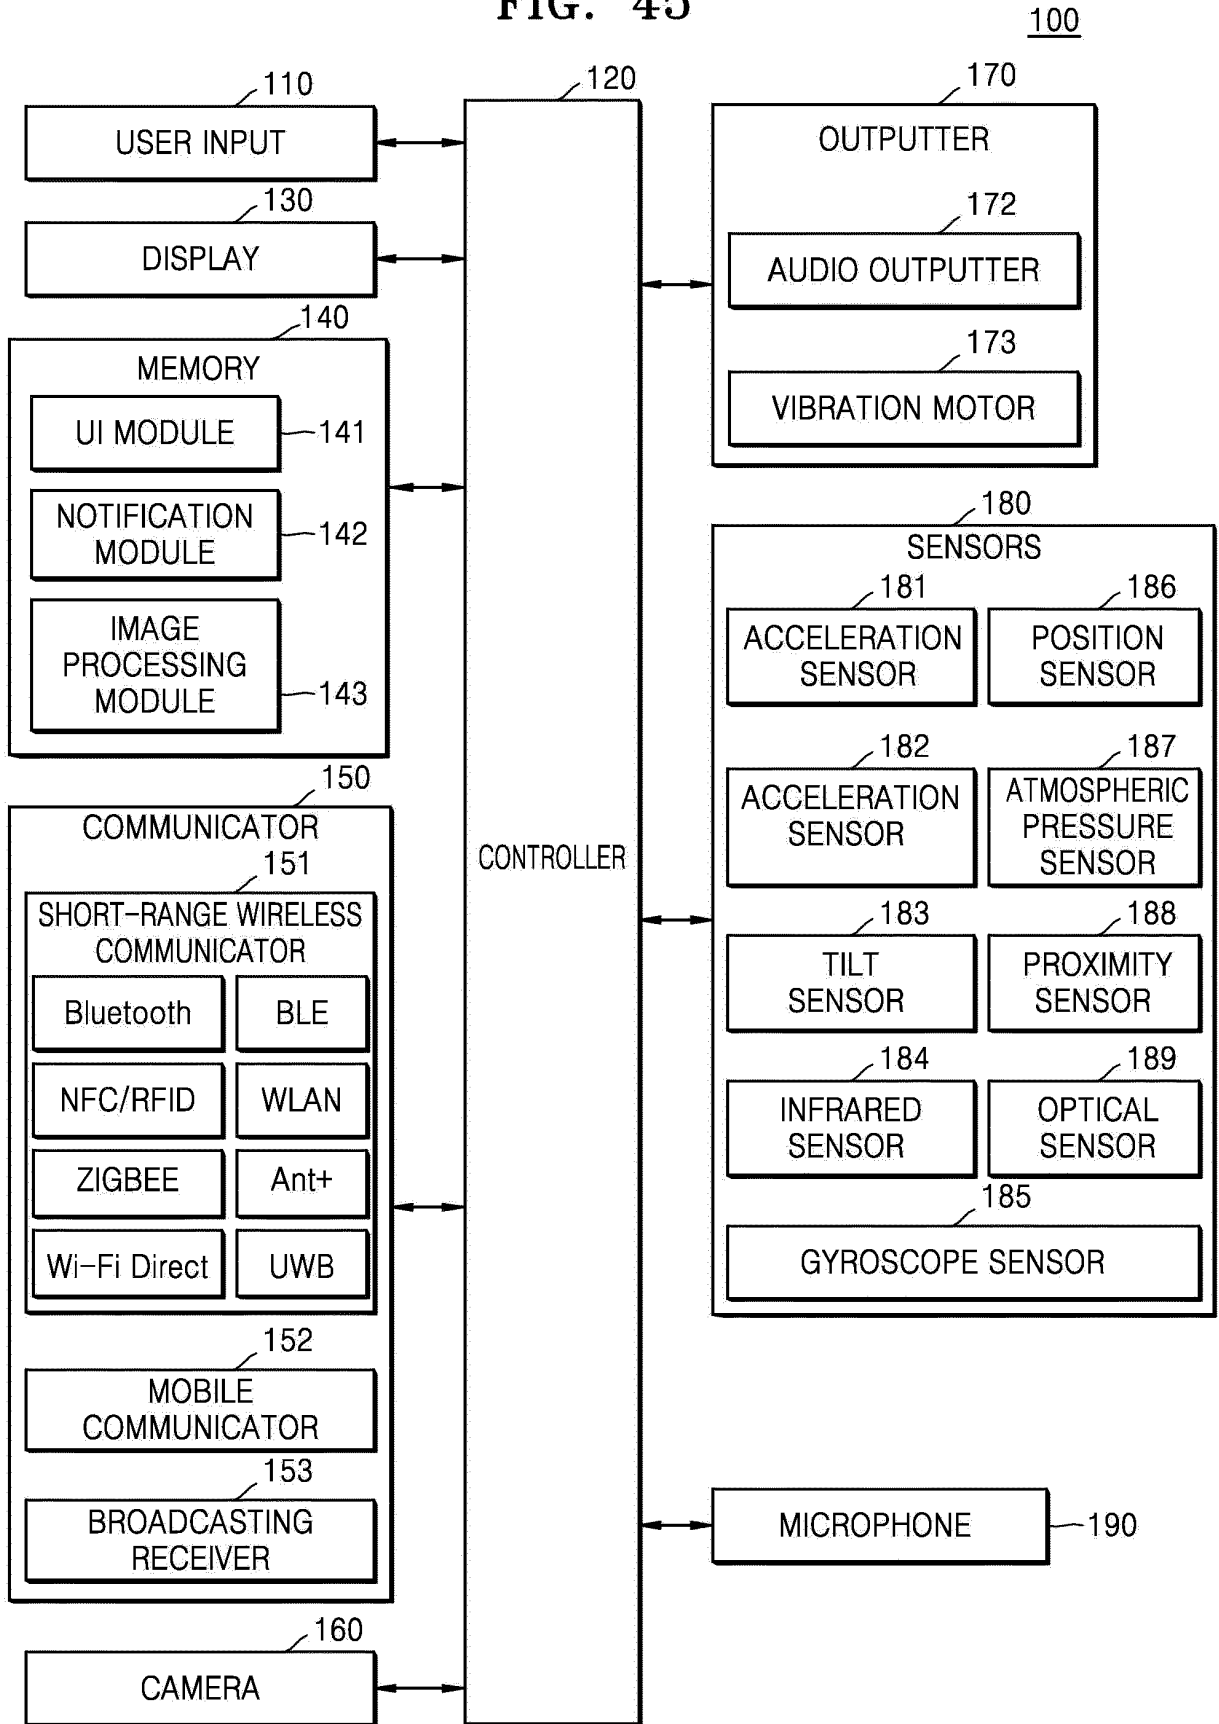 FIG. 45
100
110
USER INPUT
130
DISPLAY
140
MEMORY
UI MODULE
141
NOTIFICATION
MODULE
142
IMAGE
PROCESSING
MODULE
143
150
COMMUNICATOR
151
SHORT-RANGE WIRELESS
COMMUNICATOR
Bluetooth
BLE
NFC/RFID
WLAN
ZIGBEE
Ant+
Wi-Fi Direct
UWB
152
MOBILE
COMMUNICATOR
153
BROADCASTING
RECEIVER
160
CAMERA
120
CONTROLLER
170
OUTPUTTER
172
AUDIO OUTPUTTER
173
VIBRATION MOTOR
180
SENSORS
181
ACCELERATION
SENSOR
186
POSITION
SENSOR
182
ACCELERATION
SENSOR
187
ATMOSPHERIC
PRESSURE
SENSOR
183
TILT
SENSOR
188
PROXIMITY
SENSOR
184
INFRARED
SENSOR
189
OPTICAL
SENSOR
185
GYROSCOPE SENSOR
MICROPHONE
190